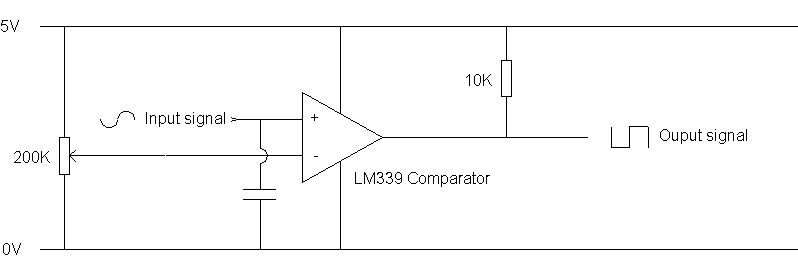 5V
10K
Input signal
+
Ouput signal
200K
-
LM339 Comparator
0V